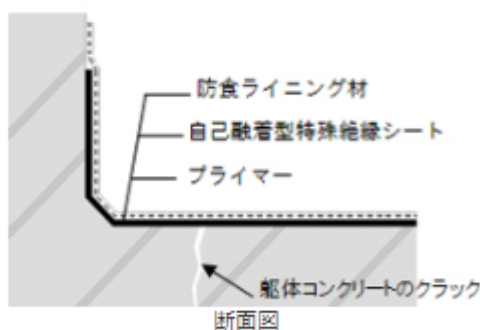 防食ライニング材
自己融着型特殊絶縁シート
プライマー
躯体コンクリートのクラック
断面図